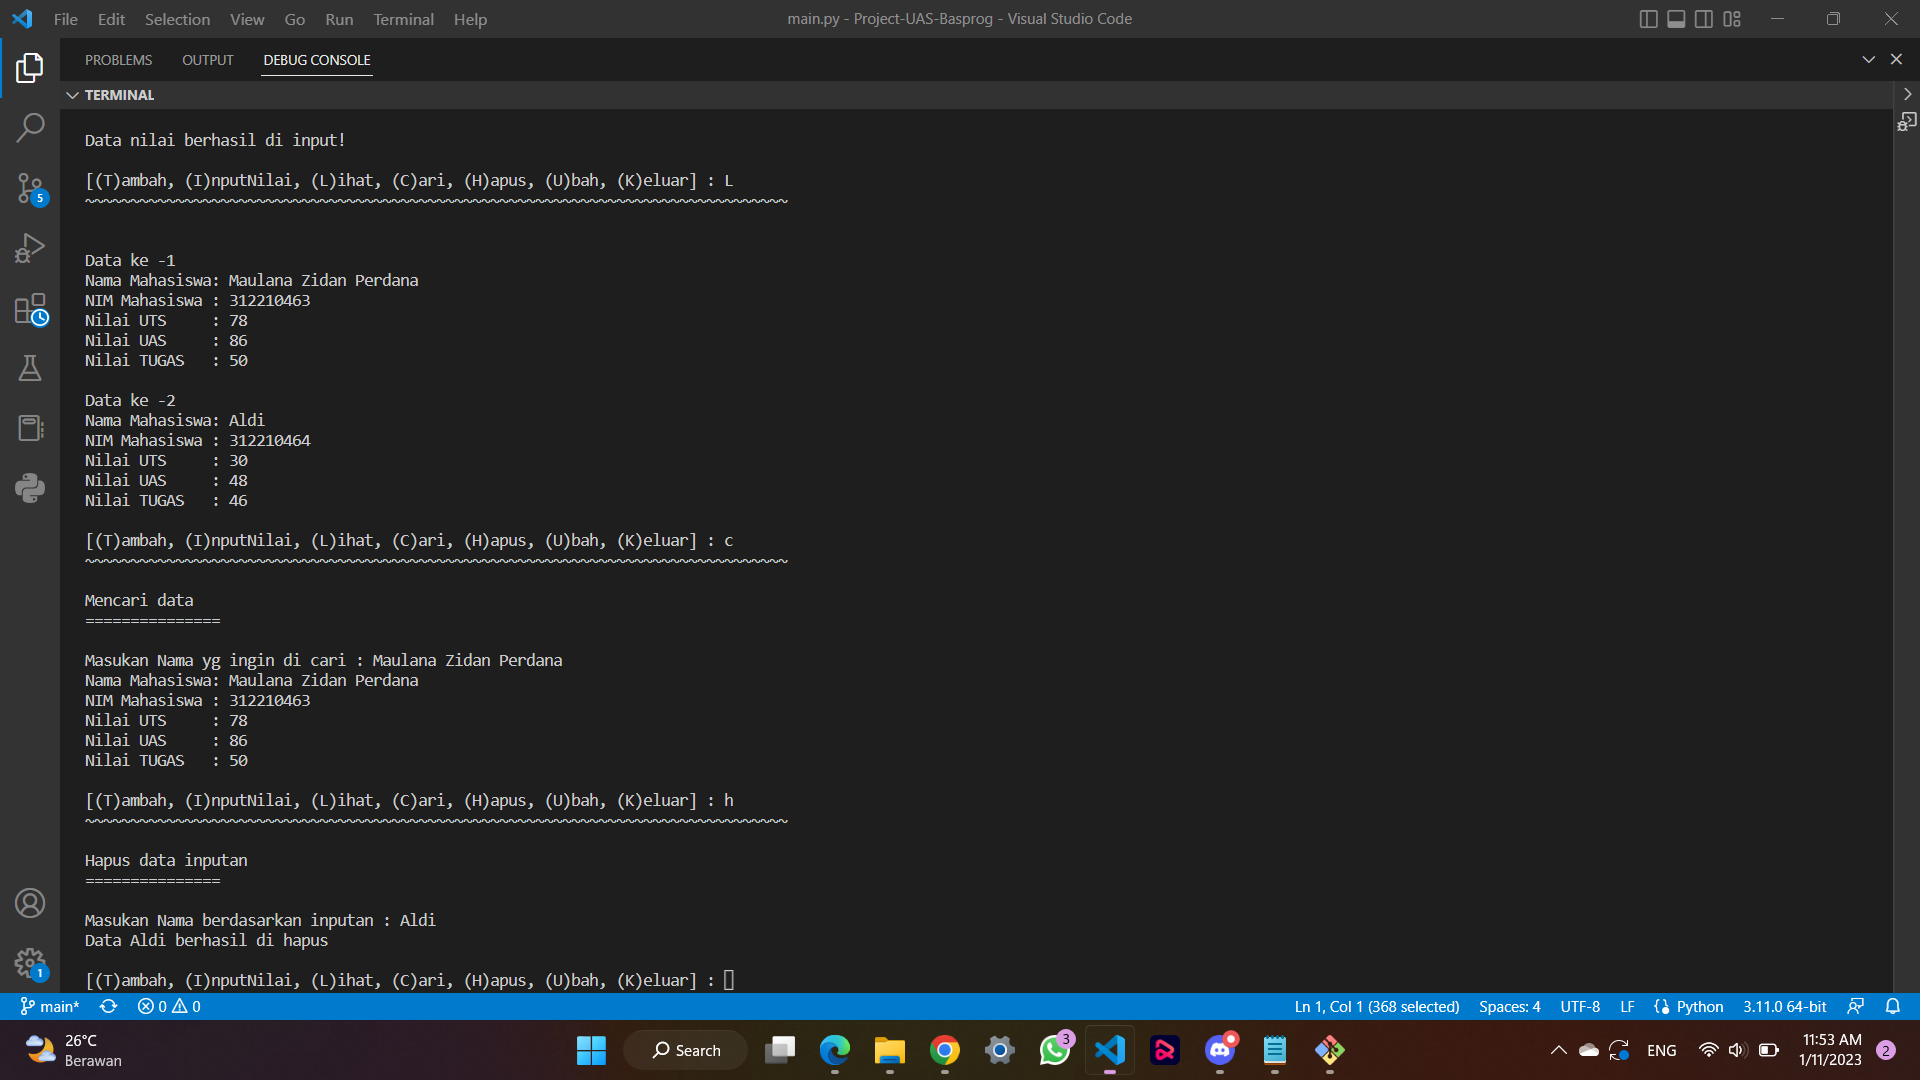 File Edit Selection View Go Run Terminal Help
main.py - Project-UAS-Basprog - Visual Studio Code
PROBLEMS OUTPUT DEBUG CONSOLE
TERMINAL
Data nilai berhasil di input!
[(T)ambah, (I)nputNilai, (L)ihat, (C)ari, (H)apus, (U)bah, (K)eluar] : L
~~~~~~~~~~~~~~~~~~~~~~~~~~~~~~~~~~~~~~~~~~~~~~~~~~~~~~~~~~~~~~~~~~~~~~~~~~~~~~
Data ke -1
Nama Mahasiswa: Maulana Zidan Perdana
NIM Mahasiswa : 312210463
Nilai UTS     : 78
Nilai UAS     : 86
Nilai TUGAS   : 50
Data ke -2
Nama Mahasiswa: Aldi
NIM Mahasiswa : 312210464
Nilai UTS     : 30
Nilai UAS     : 48
Nilai TUGAS   : 46
[(T)ambah, (I)nputNilai, (L)ihat, (C)ari, (H)apus, (U)bah, (K)eluar] : c
~~~~~~~~~~~~~~~~~~~~~~~~~~~~~~~~~~~~~~~~~~~~~~~~~~~~~~~~~~~~~~~~~~~~~~~~~~~~~~
Mencari data
===============
Masukan Nama yg ingin di cari : Maulana Zidan Perdana
Nama Mahasiswa: Maulana Zidan Perdana
NIM Mahasiswa : 312210463
Nilai UTS     : 78
Nilai UAS     : 86
Nilai TUGAS   : 50
[(T)ambah, (I)nputNilai, (L)ihat, (C)ari, (H)apus, (U)bah, (K)eluar] : h
~~~~~~~~~~~~~~~~~~~~~~~~~~~~~~~~~~~~~~~~~~~~~~~~~~~~~~~~~~~~~~~~~~~~~~~~~~~~~~
Hapus data inputan
===============
Masukan Nama berdasarkan inputan : Aldi
Data Aldi berhasil di hapus
[(T)ambah, (I)nputNilai, (L)ihat, (C)ari, (H)apus, (U)bah, (K)eluar] :
5
1
main* 0 0 Ln 1, Col 1 (368 selected) Spaces: 4 UTF-8 LF Python 3.11.0 64-bit
26°C
Berawan
Search
3
ENG
11:53 AM
1/11/2023
2